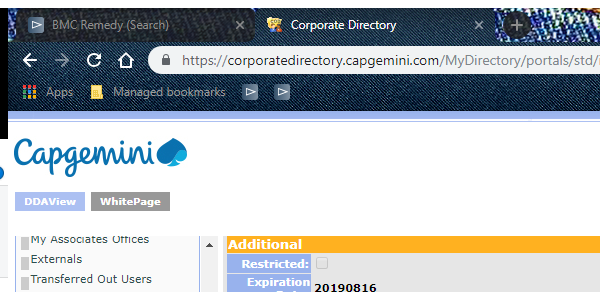 BMC Remedy (Search)
Corporate Directory
https://corporatedirectory.capgemini.com/MyDirectory/portals/std/
Apps
Managed bookmarks
Capgemini
DDAView
WhitePage
My Associates Offices
Externals
Transferred Out Users
Additional
Restricted:
Expiration
20190816